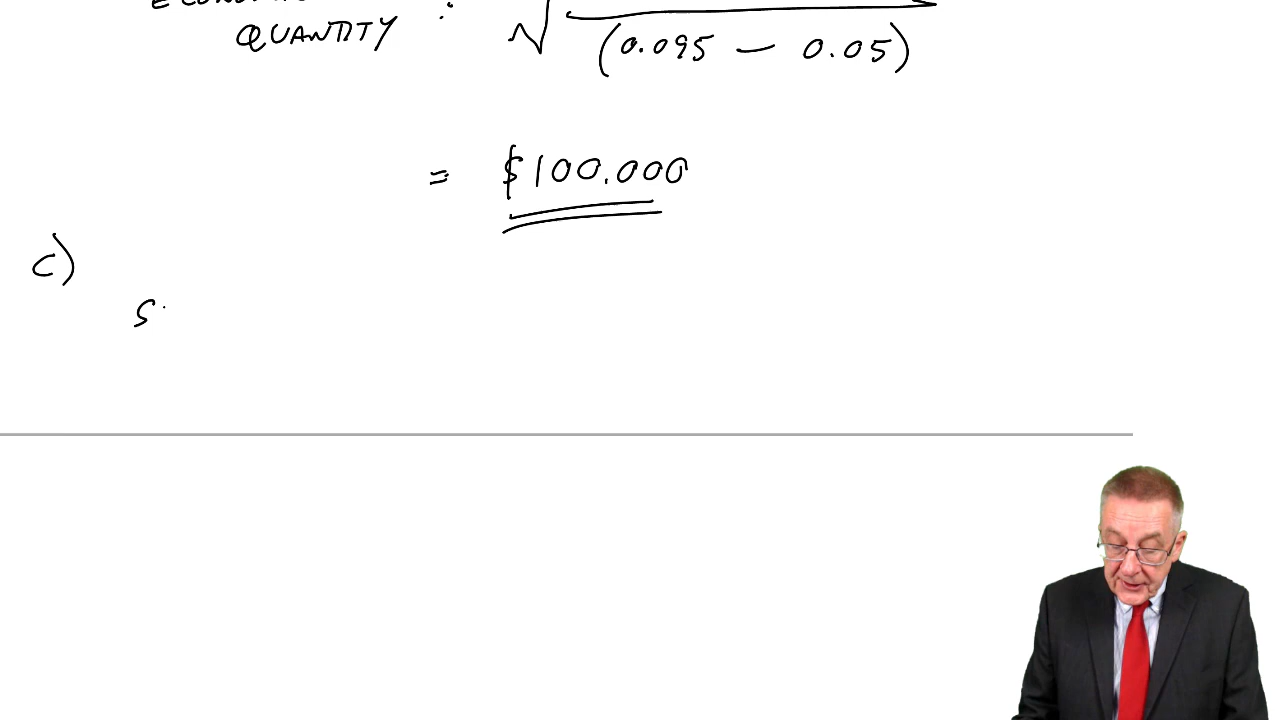 QUANTITY :
(0.095 — 0.05)
= $100.000
c)
S